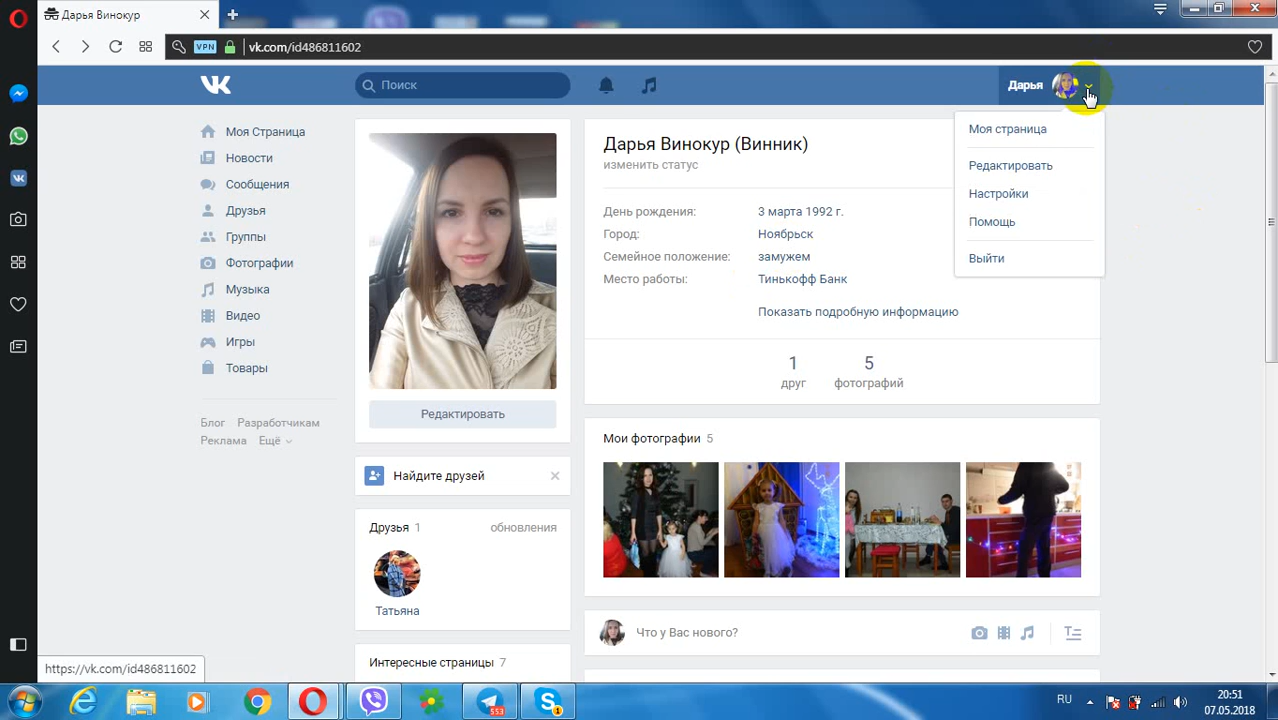 Дарья Винокур
VPN
vk.com/id486811602
Поиск
Дарья
Моя Страница
Новости
Сообщения
Друзья
Группы
Фотографии
Музыка
Видео
Игры
Товары
Блог Разработчикам
Реклама Ещё
Редактировать
Найдите друзей
Друзья 1 обновления
Татьяна
Интересные страницы 7
Дарья Винокур (Винник)
изменить статус
День рождения: 3 марта 1992 г.
Город: Ноябрьск
Семейное положение: замужем
Место работы: Тинькофф Банк
Показать подробную информацию
1 друг
5 фотографий
Мои фотографии 5
Что у Вас нового?
Моя страница
Редактировать
Настройки
Помощь
Выйти
https://vk.com/id486811602
553
1
RU
20:51
07.05.2018